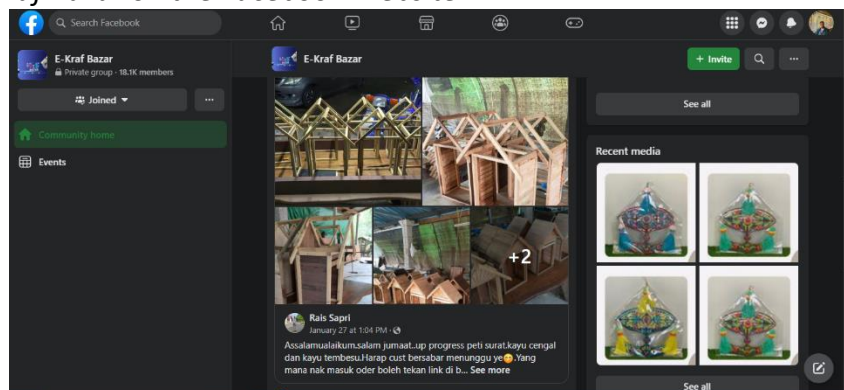 Search Facebook
E-Kraf Bazar
Private group · 18.1K members
Joined
Community home
Events
E-Kraf Bazar
+ Invite
+2
Rais Sapri
January 27 at 1:04 PM ·
Assalamualaikum.salam jumaat..up progress peti surat.kayu cengal
dan kayu tembesu.Harap cust bersabar menunggu ye😁.Yang
mana nak masuk oder boleh tekan link di b... See more
See all
Recent media
See all